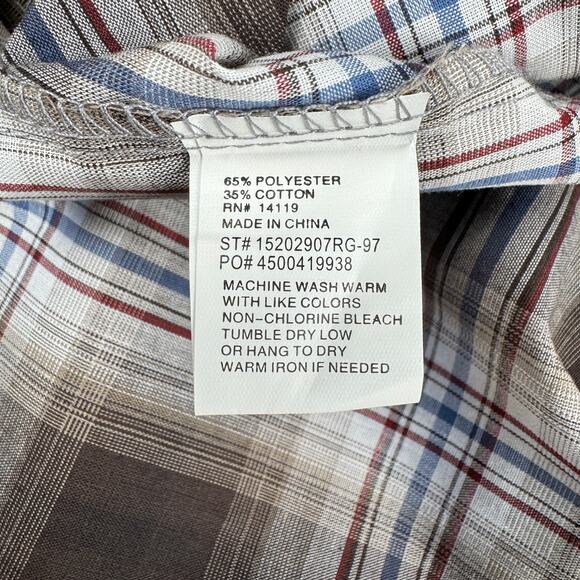 65% POLYESTER
35% COTTON
RN# 14119
MADE IN CHINA
ST# 15202907RG-97
PO# 4500419938
MACHINE WASH WARM
WITH LIKE COLORS
NON-CHLORINE BLEACH
TUMBLE DRY LOW
OR HANG TO DRY
WARM IRON IF NEEDED